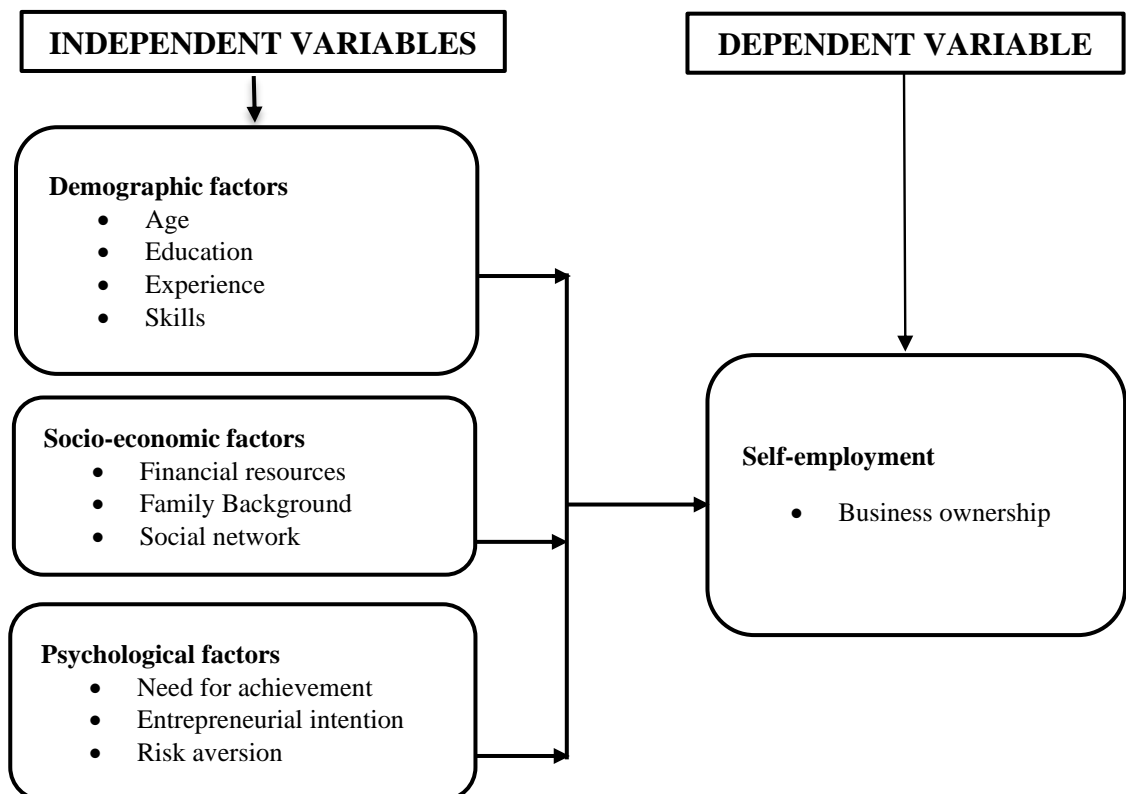 INDEPENDENT VARIABLES
DEPENDENT VARIABLE
Demographic factors
• Age
• Education
• Experience
• Skills
Socio-economic factors
• Financial resources
• Family Background
• Social network
Psychological factors
• Need for achievement
• Entrepreneurial intention
• Risk aversion
Self-employment
• Business ownership